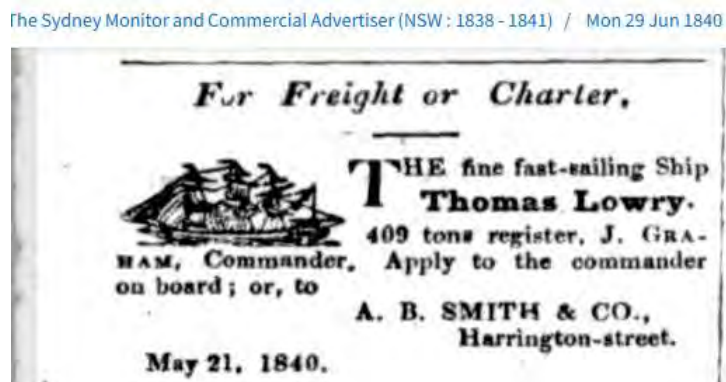 The Sydney Monitor and Commercial Advertiser (NSW : 1838 - 1841) / Mon 29 Jun 1840
For Freight or Charter,
THE fine fast-sailing Ship
Thomas Lowry.
409 tons register, J. GRA-
HAM, Commander, Apply to the commander
on board ; or, to
A. B. SMITH & CO.,
Harrington-street.
May 21, 1840.